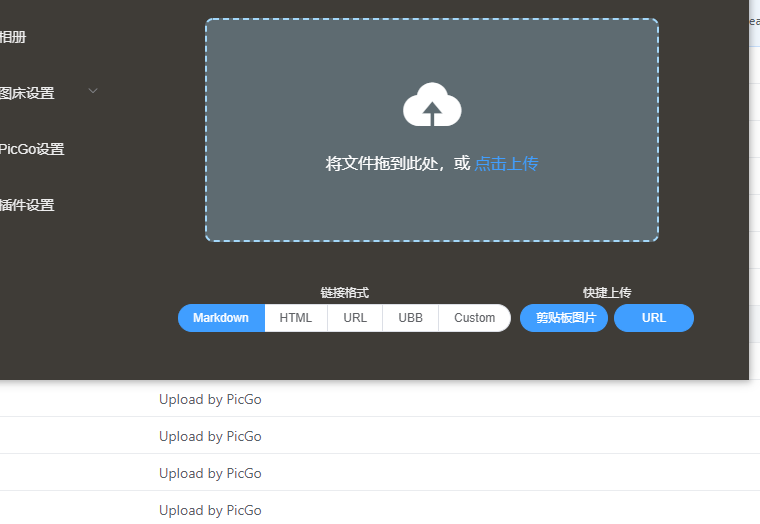 相册
图床设置
PicGo设置
插件设置
将文件拖到此处，或 点击上传
链接格式
快捷上传
Markdown HTML URL UBB Custom 剪贴板图片 URL
Upload by PicGo
Upload by PicGo
Upload by PicGo
Upload by PicGo